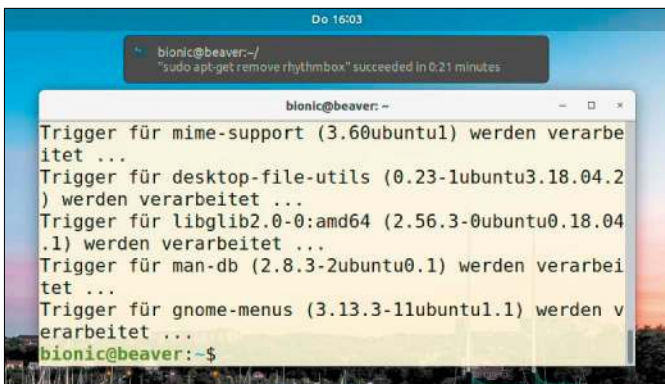 Do 16:03
bionic@beaver:~/
"sudo apt-get remove rhythmbox" succeeded in 0:21 minutes
bionic@beaver: ~
Trigger für mime-support (3.60ubuntu1) werden verarbe
itet ...
Trigger für desktop-file-utils (0.23-1ubuntu3.18.04.2
) werden verarbeitet ...
Trigger für libglib2.0-0:amd64 (2.56.3-0ubuntu0.18.04
.1) werden verarbeitet ...
Trigger für man-db (2.8.3-2ubuntu0.1) werden verarbei
tet ...
Trigger für gnome-menus (3.13.3-11ubuntu1.1) werden v
erarbeitet ...
bionic@beaver:~$